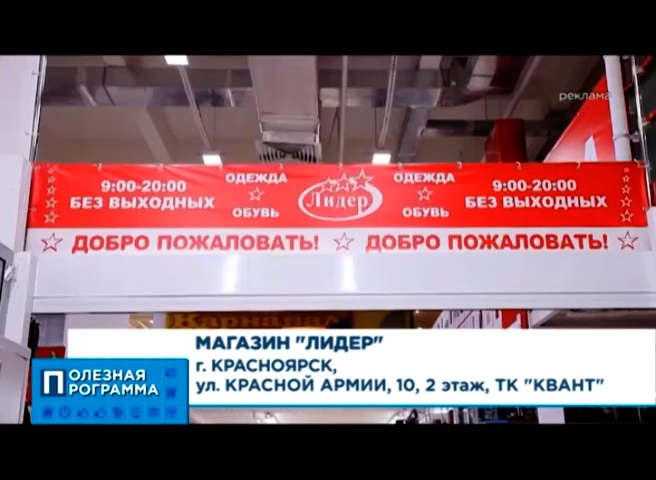 реклама
9:00-20:00
БЕЗ ВЫХОДНЫХ
ОДЕЖДА
ОБУВЬ
Лидер
ОДЕЖДА
ОБУВЬ
9:00-20:00
БЕЗ ВЫХОДНЫХ
ДОБРО ПОЖАЛОВАТЬ! ДОБРО ПОЖАЛОВАТЬ!
Карнавал
МАГАЗИН "ЛИДЕР"
г. КРАСНОЯРСК,
ул. КРАСНОЙ АРМИИ, 10, 2 этаж, ТК "КВАНТ"
ПОЛЕЗНАЯ
ПРОГРАММА